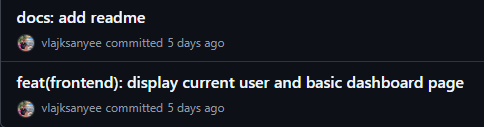 docs: add readme
vlajksanyee committed 5 days ago
feat(frontend): display current user and basic dashboard page
vlajksanyee committed 5 days ago